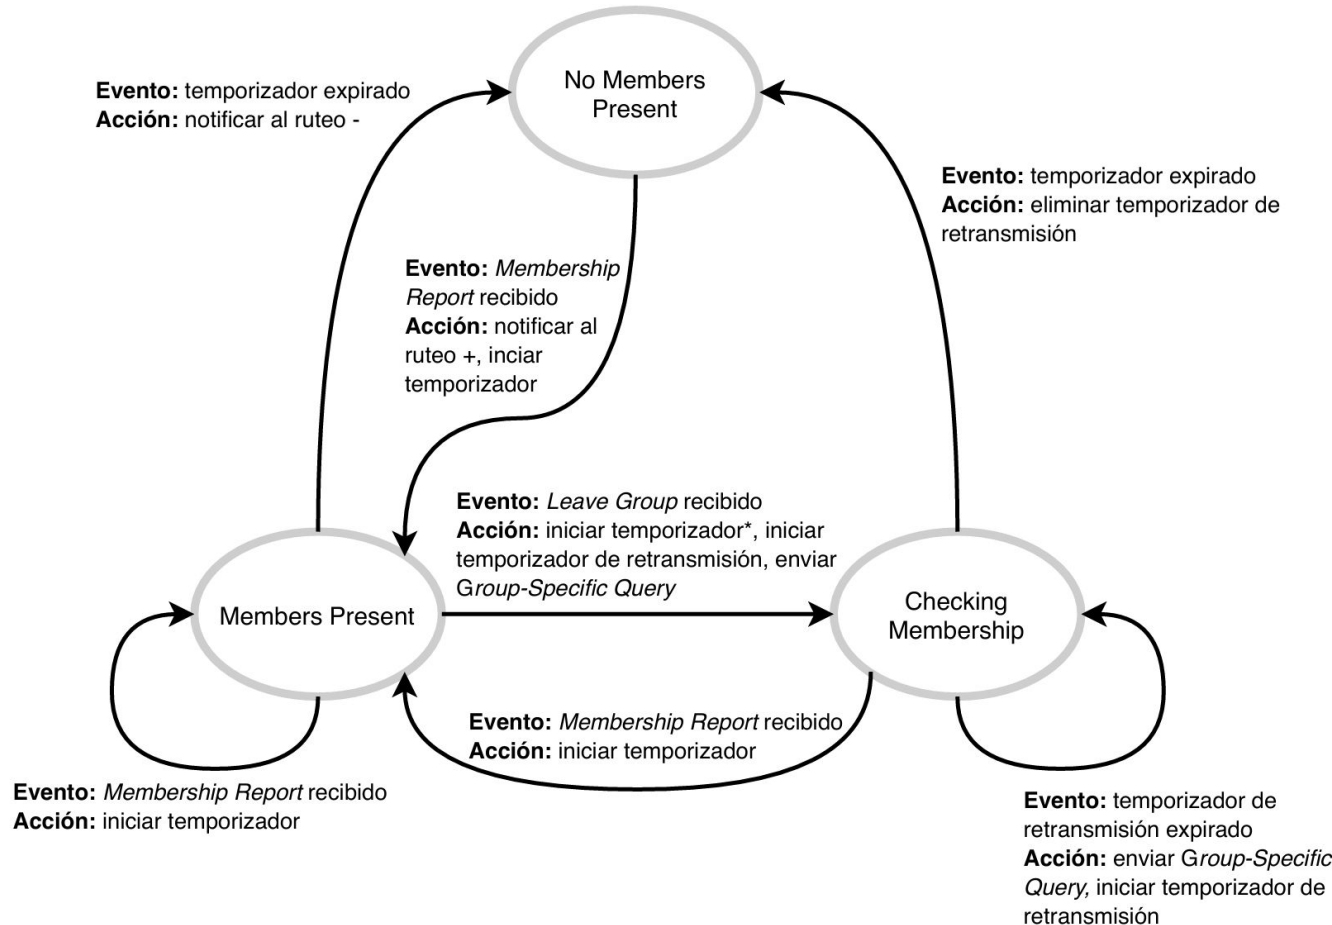 No Members
Present
Evento: temporizador expirado
Acción: notificar al ruteo -
Evento: temporizador expirado
Acción: eliminar temporizador de
retransmisión
Evento: Membership
Report recibido
Acción: notificar al
ruteo +, inciar
temporizador
Evento: Leave Group recibido
Acción: iniciar temporizador*, iniciar
temporizador de retransmisión, enviar
Group-Specific Query
Members Present
Checking
Membership
Evento: Membership Report recibido
Acción: iniciar temporizador
Evento: Membership Report recibido
Acción: iniciar temporizador
Evento: temporizador de
retransmisión expirado
Acción: enviar Group-Specific
Query, iniciar temporizador de
retransmisión